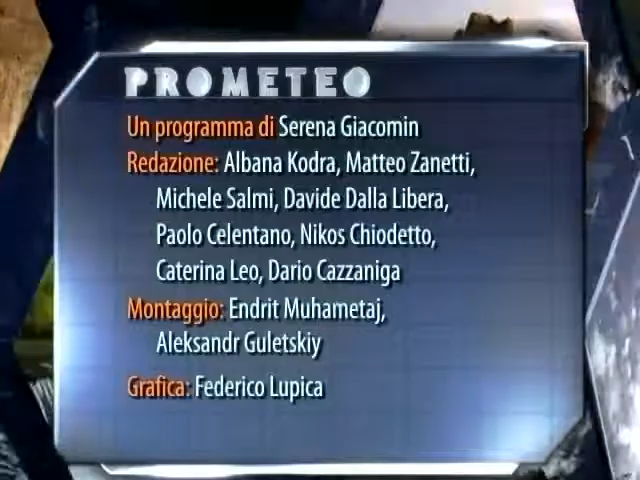 PROMETEO
Un programma di Serena Giacomin
Redazione: Albana Kodra, Matteo Zanetti,
Michele Salmi, Davide Dalla Libera,
Paolo Celentano, Nikos Chiodetto,
Caterina Leo, Dario Cazzaniga
Montaggio: Endrit Muhametaj,
Aleksandr Guletskiy
Grafica: Federico Lupica